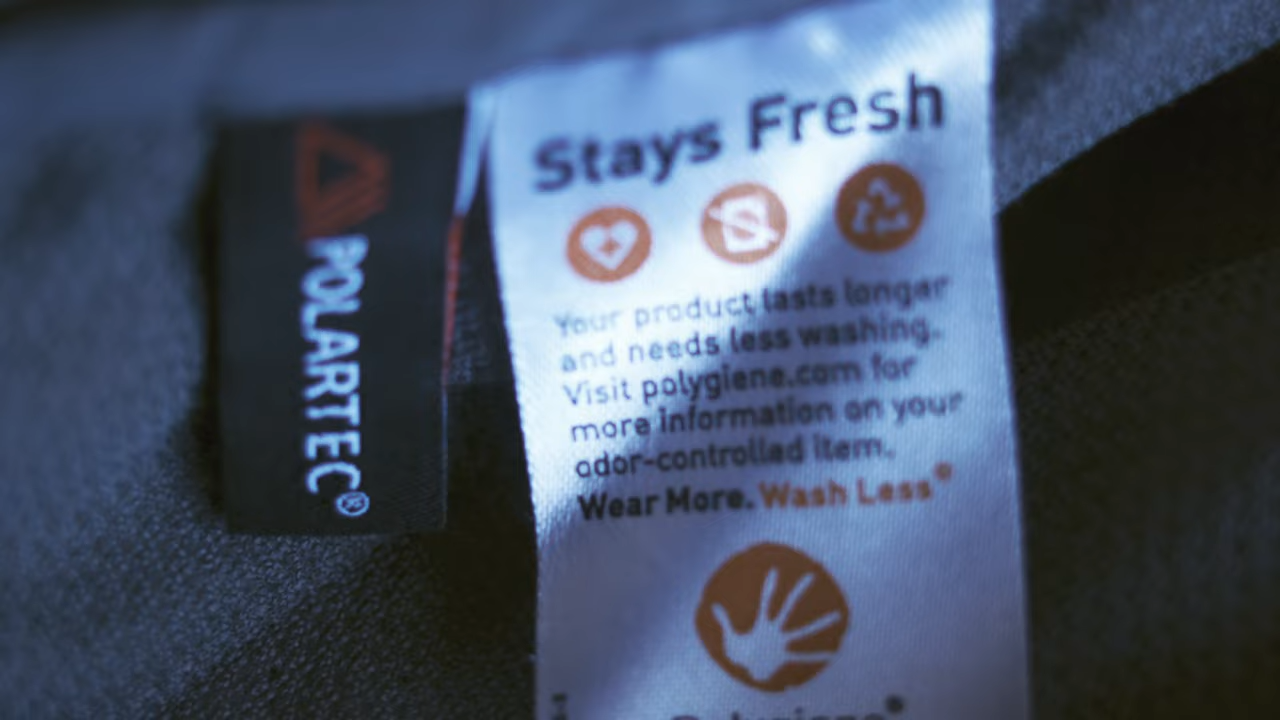 POLARTEC®
Stays Fresh
Your product lasts longer
and needs less washing.
Visit polygiene.com for
more information on your
odor-controlled item.
Wear More. Wash Less®
Polygiene®